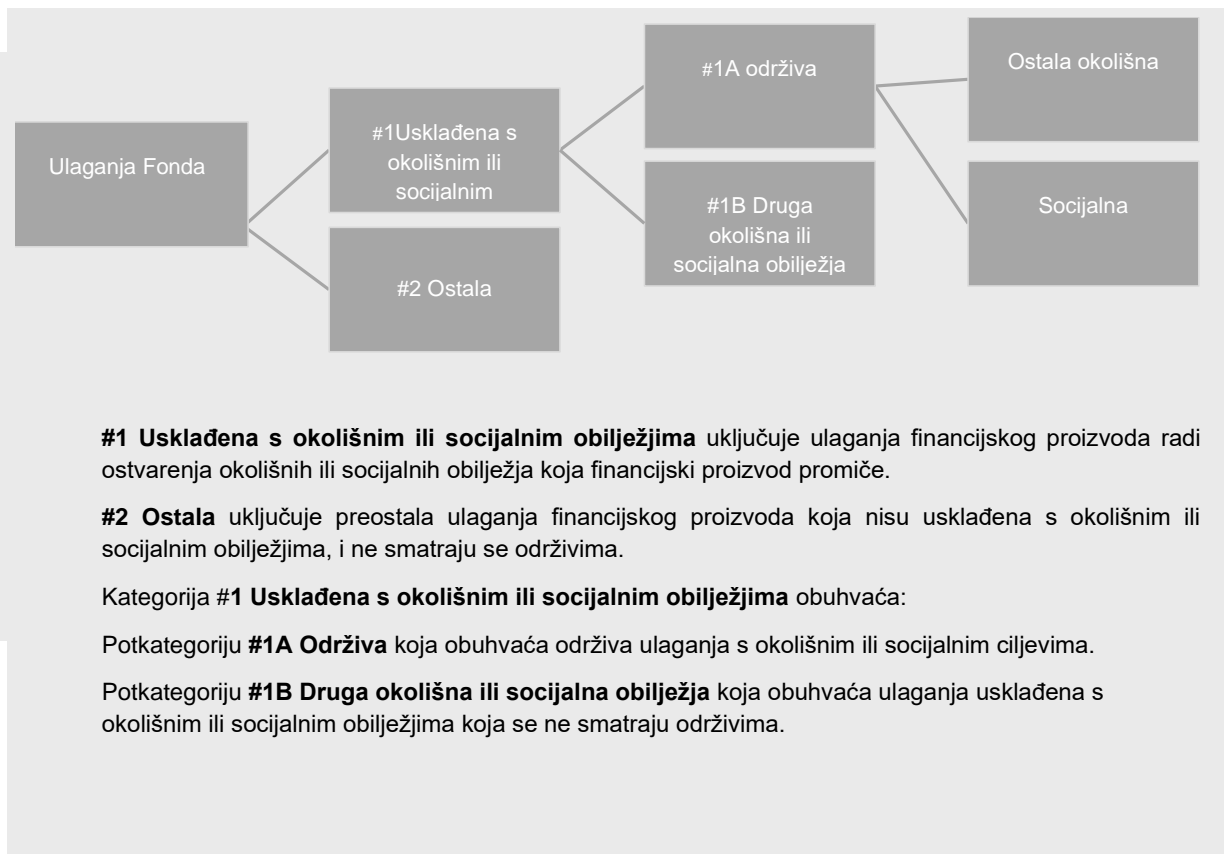 Ulaganja Fonda
#1Usklađena s
okolišnim ili
socijalnim
#2 Ostala
#1A održiva
#1B Druga
okolišna ili
socijalna obilježja
Ostala okolišna
Socijalna
#1 Usklađena s okolišnim ili socijalnim obilježjima uključuje ulaganja financijskog proizvoda radi
ostvarenja okolišnih ili socijalnih obilježja koja financijski proizvod promiče.
#2 Ostala uključuje preostala ulaganja financijskog proizvoda koja nisu usklađena s okolišnim ili
socijalnim obilježjima, i ne smatraju se održivima.
Kategorija #1 Usklađena s okolišnim ili socijalnim obilježjima obuhvaća:
Potkategoriju #1A Održiva koja obuhvaća održiva ulaganja s okolišnim ili socijalnim ciljevima.
Potkategoriju #1B Druga okolišna ili socijalna obilježja koja obuhvaća ulaganja usklađena s
okolišnim ili socijalnim obilježjima koja se ne smatraju održivima.